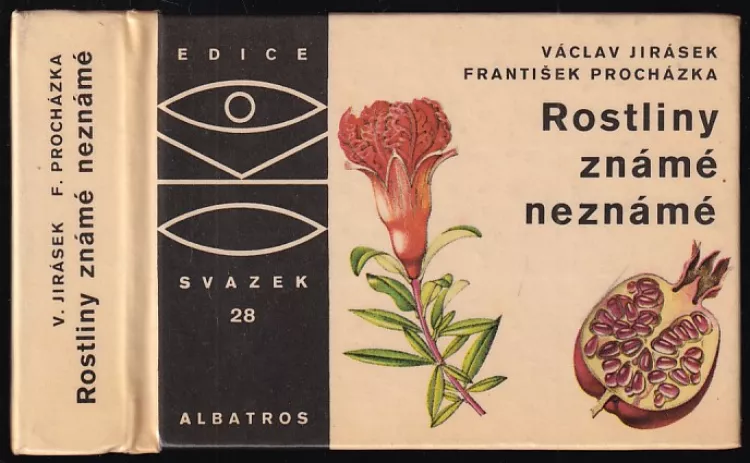 V. JIRÁSEK F. PROCHÁZKA
Rostliny známé neznámé
EDICE
SVAZEK
28
ALBATROS
VÁCLAV JIRÁSEK
FRANTIŠEK PROCHÁZKA
Rostliny
známé
neznámé